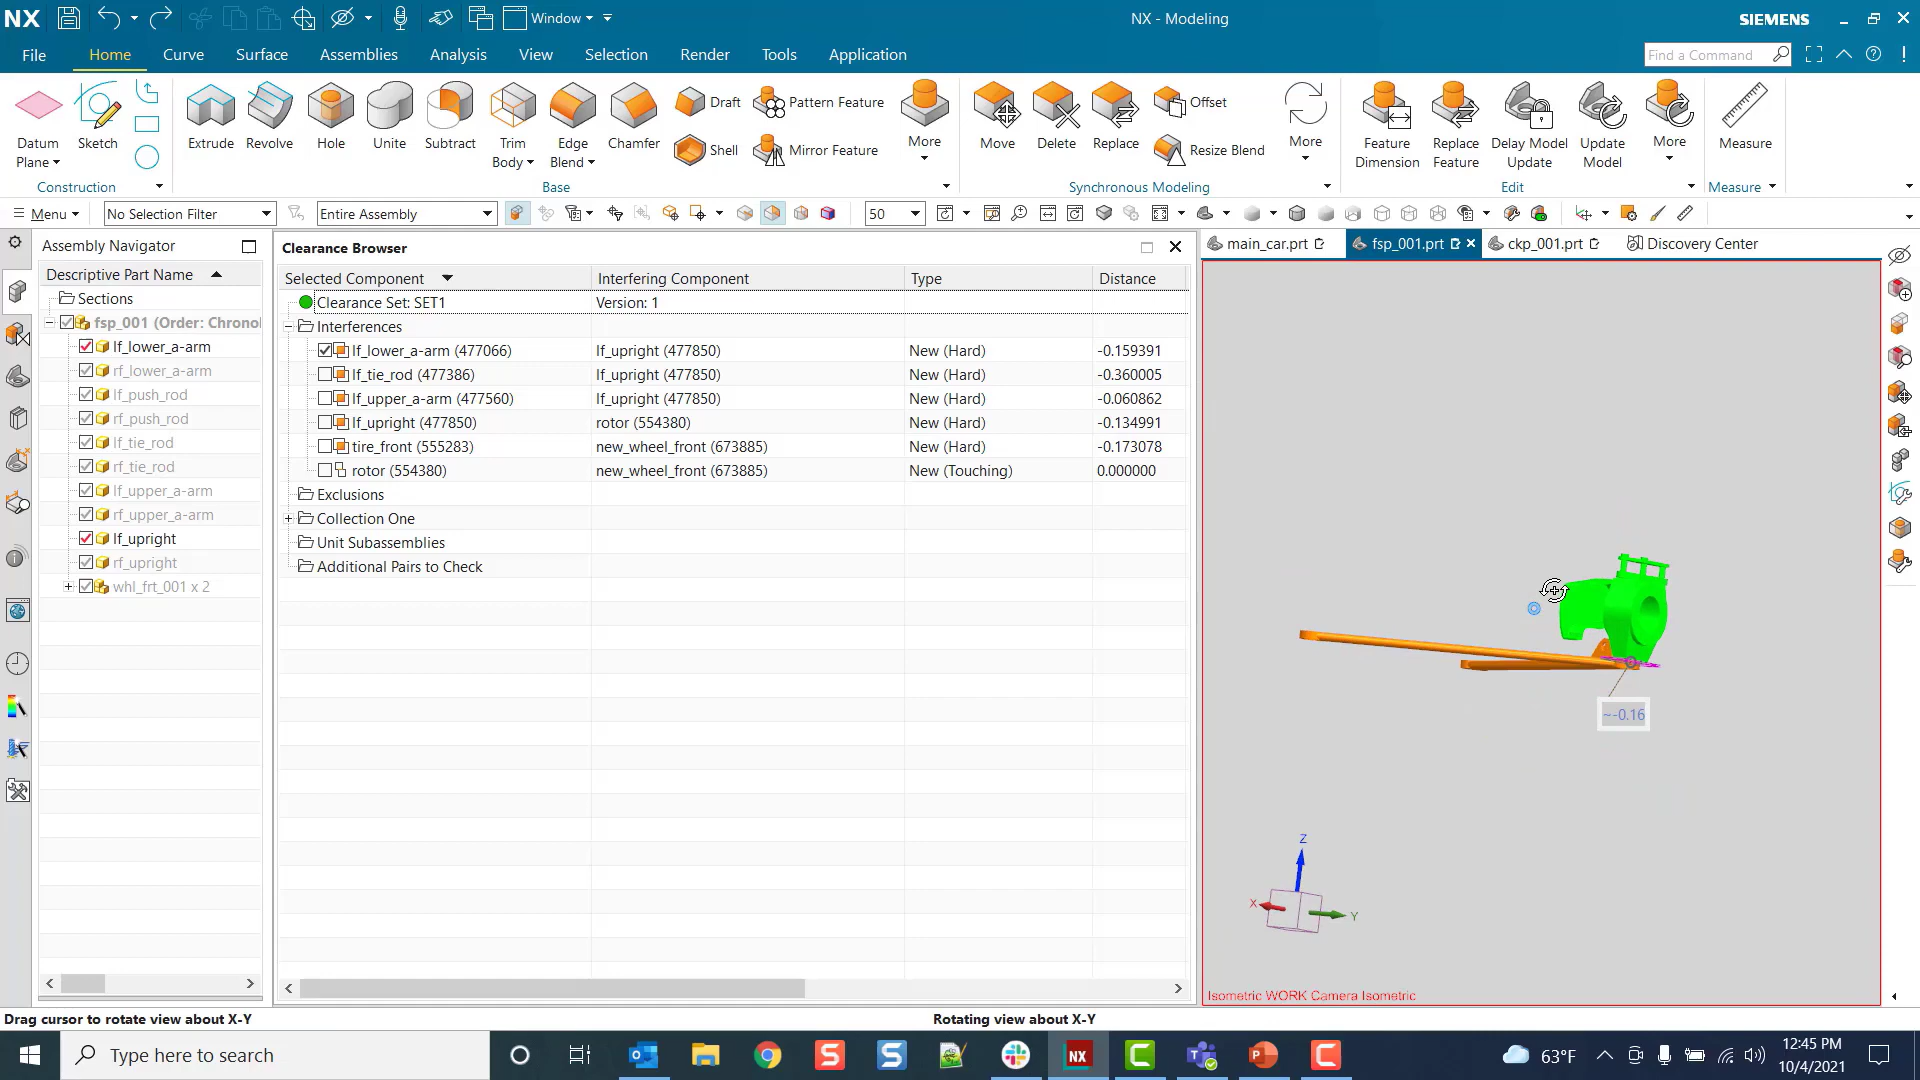 NX
Window
NX - Modeling
SIEMENS
File
Home
Curve
Surface
Assemblies
Analysis
View
Selection
Render
Tools
Application
Find a Command
Datum Plane
Sketch
Extrude
Revolve
Hole
Unite
Subtract
Trim Body
Edge Blend
Chamfer
Draft
Shell
Pattern Feature
Mirror Feature
More
Move
Delete
Replace
Offset
Resize Blend
More
Feature Dimension
Replace Feature
Delay Model Update
Update Model
More
Measure
Construction
Base
Synchronous Modeling
Edit
Measure
Menu
No Selection Filter
Entire Assembly
50
Assembly Navigator
Descriptive Part Name
Sections
fsp_001 (Order: Chronol
lf_lower_a-arm
rf_lower_a-arm
lf_push_rod
rf_push_rod
lf_tie_rod
rf_tie_rod
lf_upper_a-arm
rf_upper_a-arm
lf_upright
rf_upright
whl_frt_001 x 2
Clearance Browser
Selected Component Interfering Component Type Distance
Clearance Set: SET1 Version: 1
Interferences
lf_lower_a-arm (477066) lf_upright (477850) New (Hard) -0.159391
lf_tie_rod (477386) lf_upright (477850) New (Hard) -0.360005
lf_upper_a-arm (477560) lf_upright (477850) New (Hard) -0.060862
lf_upright (477850) rotor (554380) New (Hard) -0.134991
tire_front (555283) new_wheel_front (673885) New (Hard) -0.173078
rotor (554380) new_wheel_front (673885) New (Touching) 0.000000
Exclusions
Collection One
Unit Subassemblies
Additional Pairs to Check
main_car.prt
fsp_001.prt
ckp_001.prt
Discovery Center
~-0.16
Z
X
Y
Isometric WORK Camera Isometric
Drag cursor to rotate view about X-Y
Rotating view about X-Y
Type here to search
NX
63°F
12:45 PM
10/4/2021